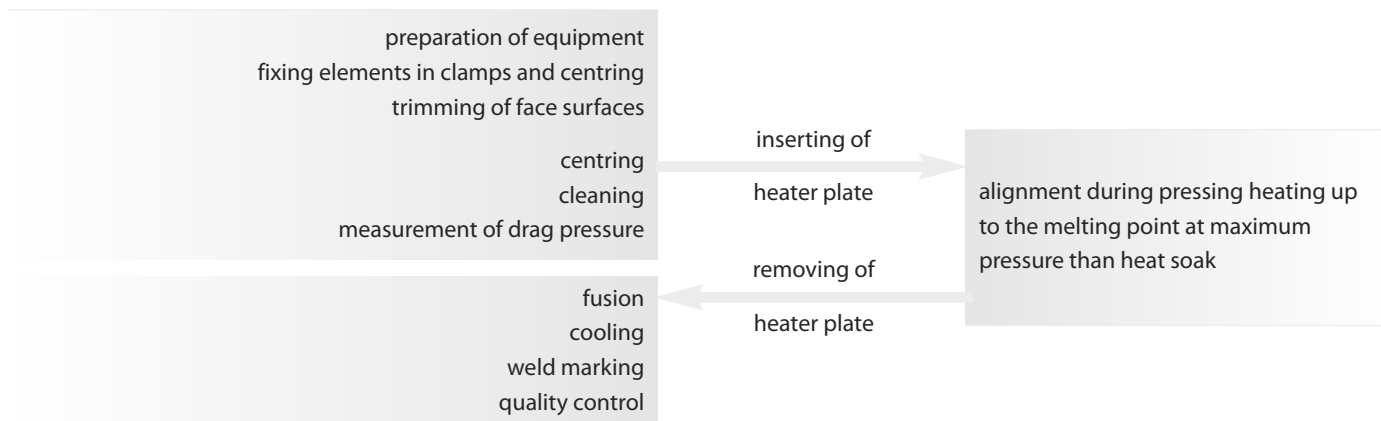 preparation of equipment
fixing elements in clamps and centring
trimming of face surfaces
centring
cleaning
measurement of drag pressure
inserting of
heater plate
alignment during pressing heating up
to the melting point at maximum
pressure than heat soak
removing of
heater plate
fusion
cooling
weld marking
quality control